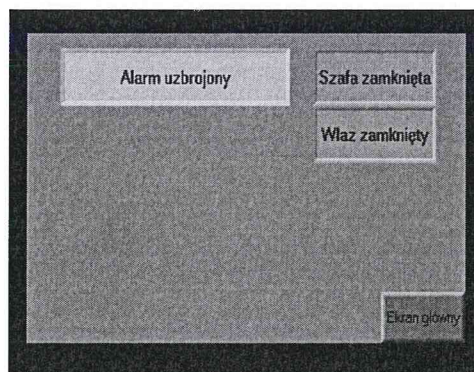 Alarm uzbrojony
Szafa zamknięta
Właz zamknięty
Ekran główny